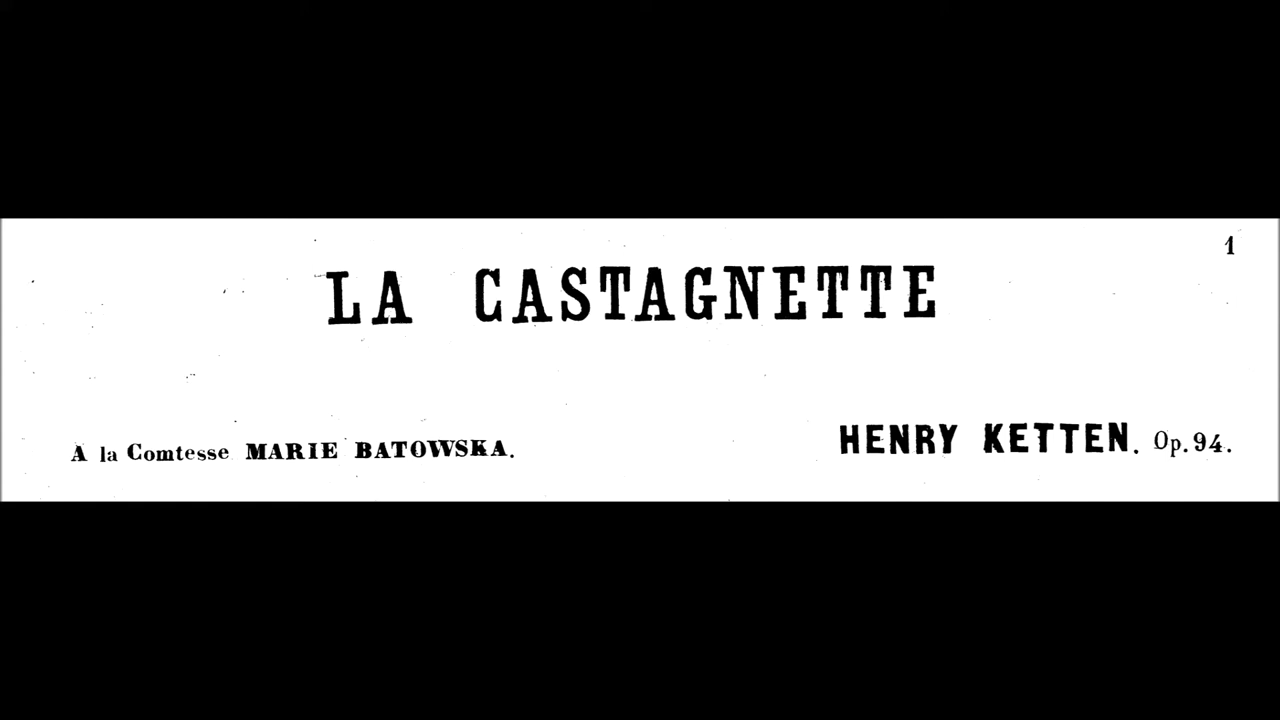 1
LA CASTAGNETTE
A la Comtesse MARIE BATOWSKA.
HENRY KETTEN. Op. 94.